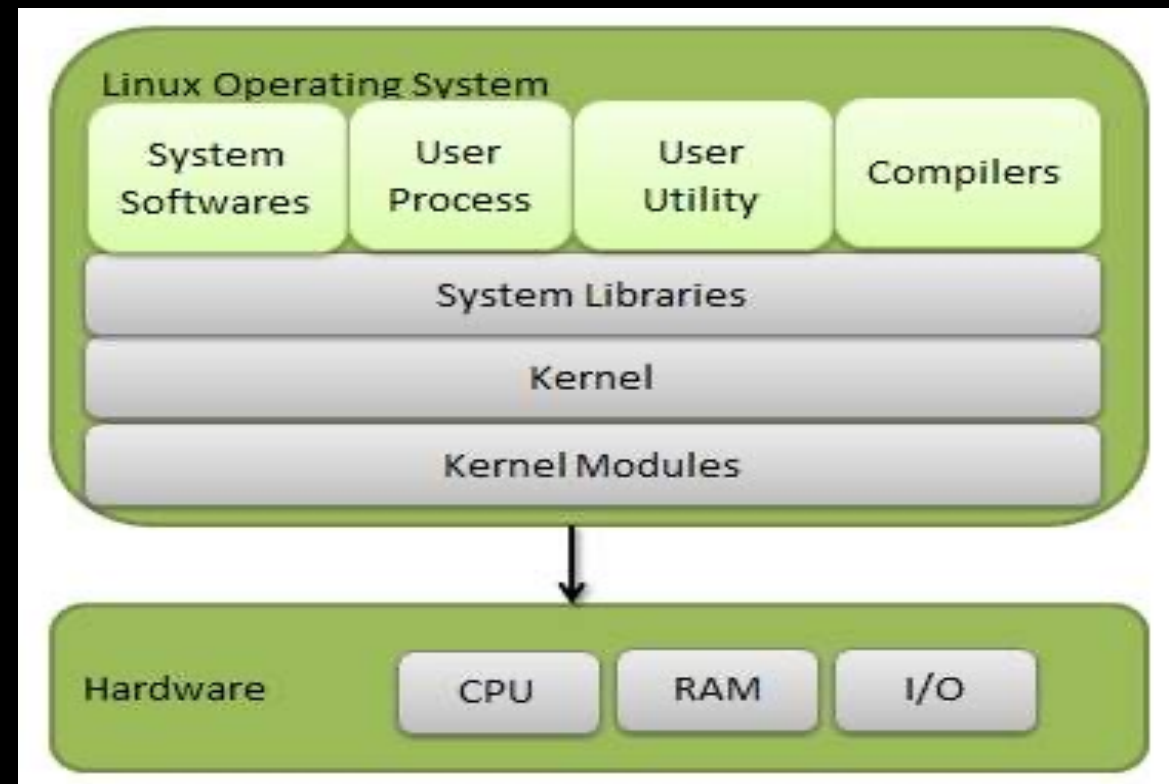 Linux Operating System
System
Softwares
User
Process
User
Utility
Compilers
System Libraries
Kernel
Kernel Modules
Hardware
CPU
RAM
I/O